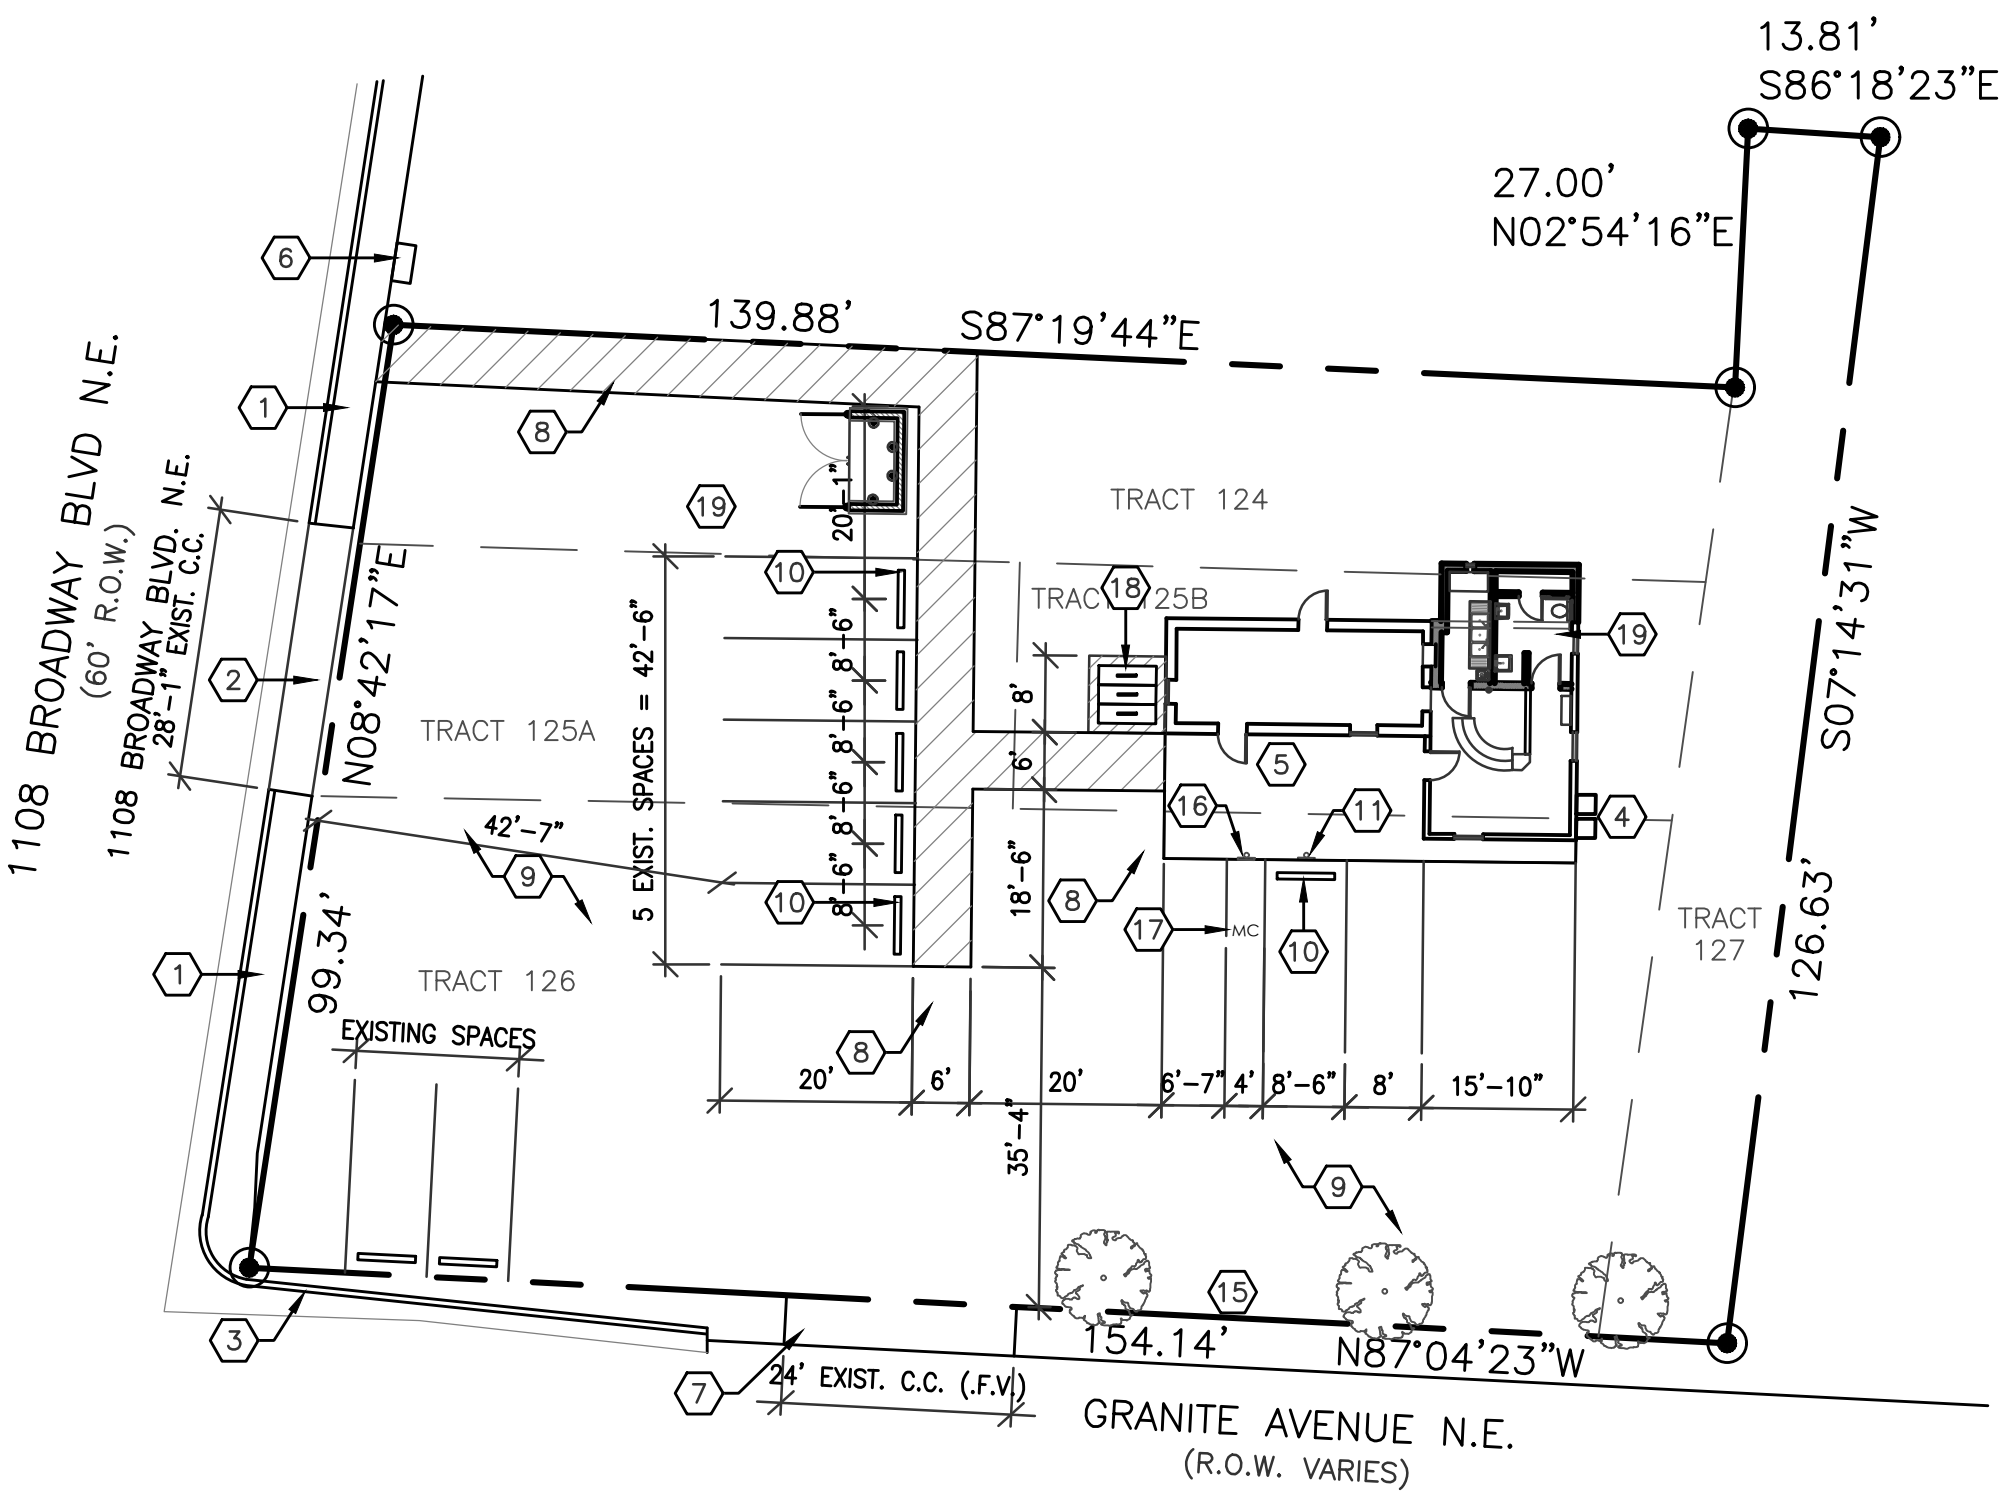 13.81'
S86°18'23"E
27.00'
N02°54'16"E
6
139.88'
S87°19'44"E
1
8
19
20'-1"
TRACT 124
1108 BROADWAY BLVD N.E.
(60' R.O.W.)
1108 BROADWAY BLVD. N.E.
28'-1" EXIST. C.C.
N08°42'17"E
S07°14'31"W
10
18
TRACT 125B
19
8'-6"
8'-6"
8'-6"
8'-6"
5 EXIST. SPACES = 42'-6"
2
TRACT 125A
8'
6'
5
16
11
4
42'-7"
9
10
18'-6"
8
17
MC
10
TRACT
127
126.63'
99.34'
1
TRACT 126
EXISTING SPACES
8
20'
6'
20'
6'-7"
4'
8'-6"
8'
15'-10"
35'-4"
9
15
3
7
154.14'
N87°04'23"W
24' EXIST. C.C. (.F.V.)
GRANITE AVENUE N.E.
(R.O.W. VARIES)